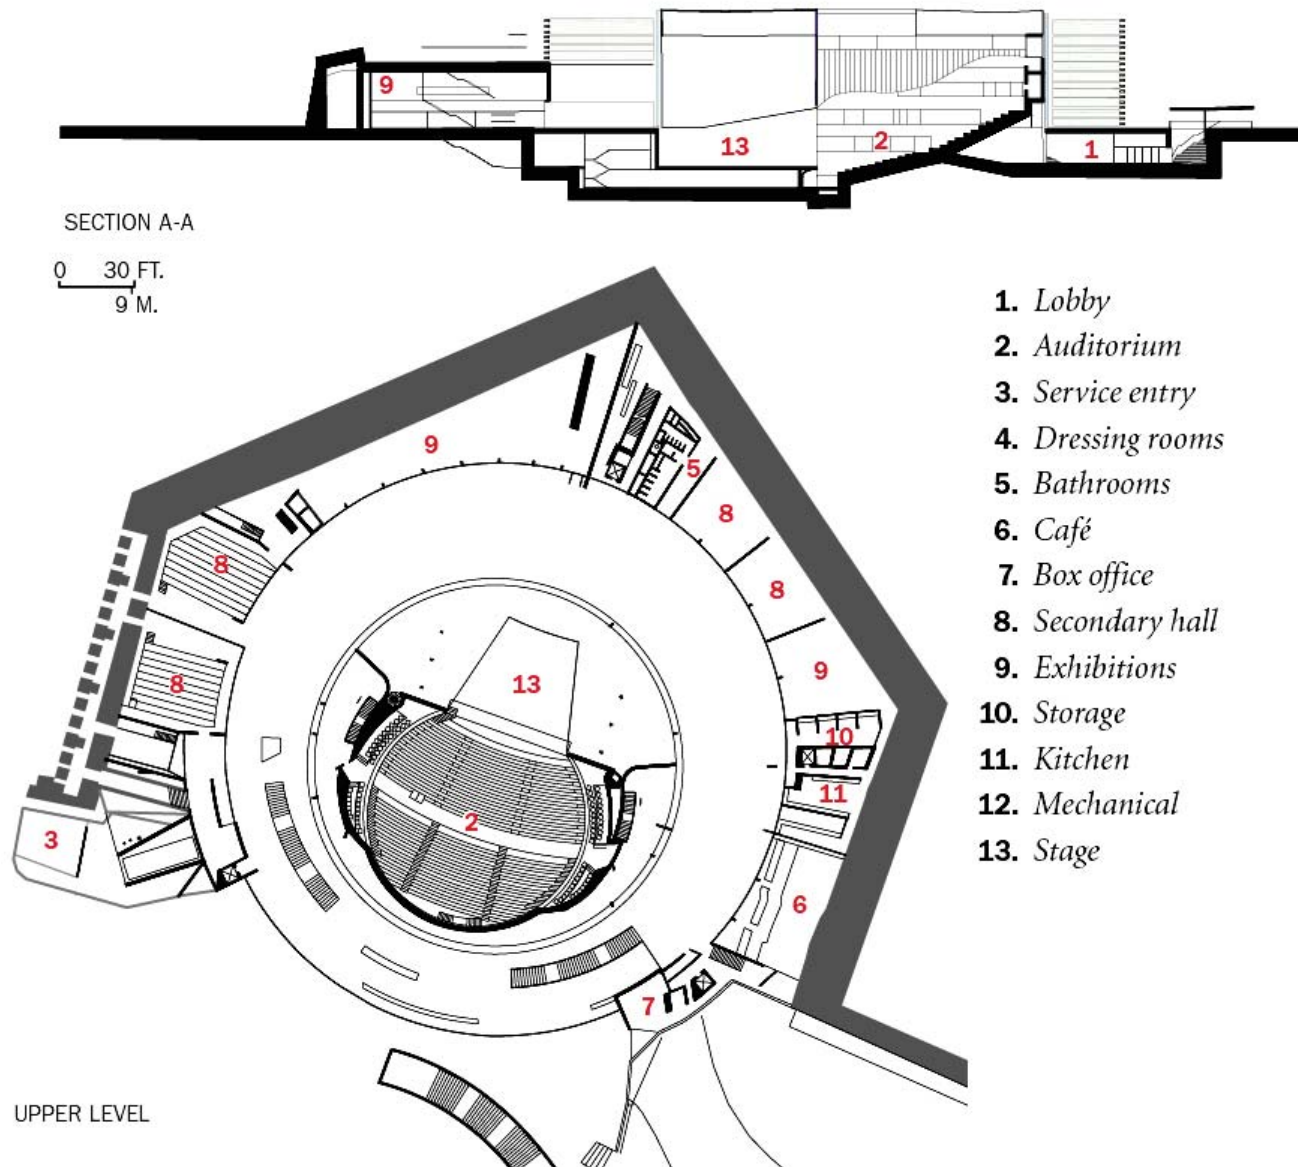 9
13
2
1
SECTION A-A
0 30 FT.
9 M.
1. Lobby
2. Auditorium
3. Service entry
4. Dressing rooms
5. Bathrooms
6. Café
7. Box office
8. Secondary hall
9. Exhibitions
10. Storage
11. Kitchen
12. Mechanical
13. Stage
9
5
8
8
8
9
8
13
10
11
2
3
6
7
UPPER LEVEL